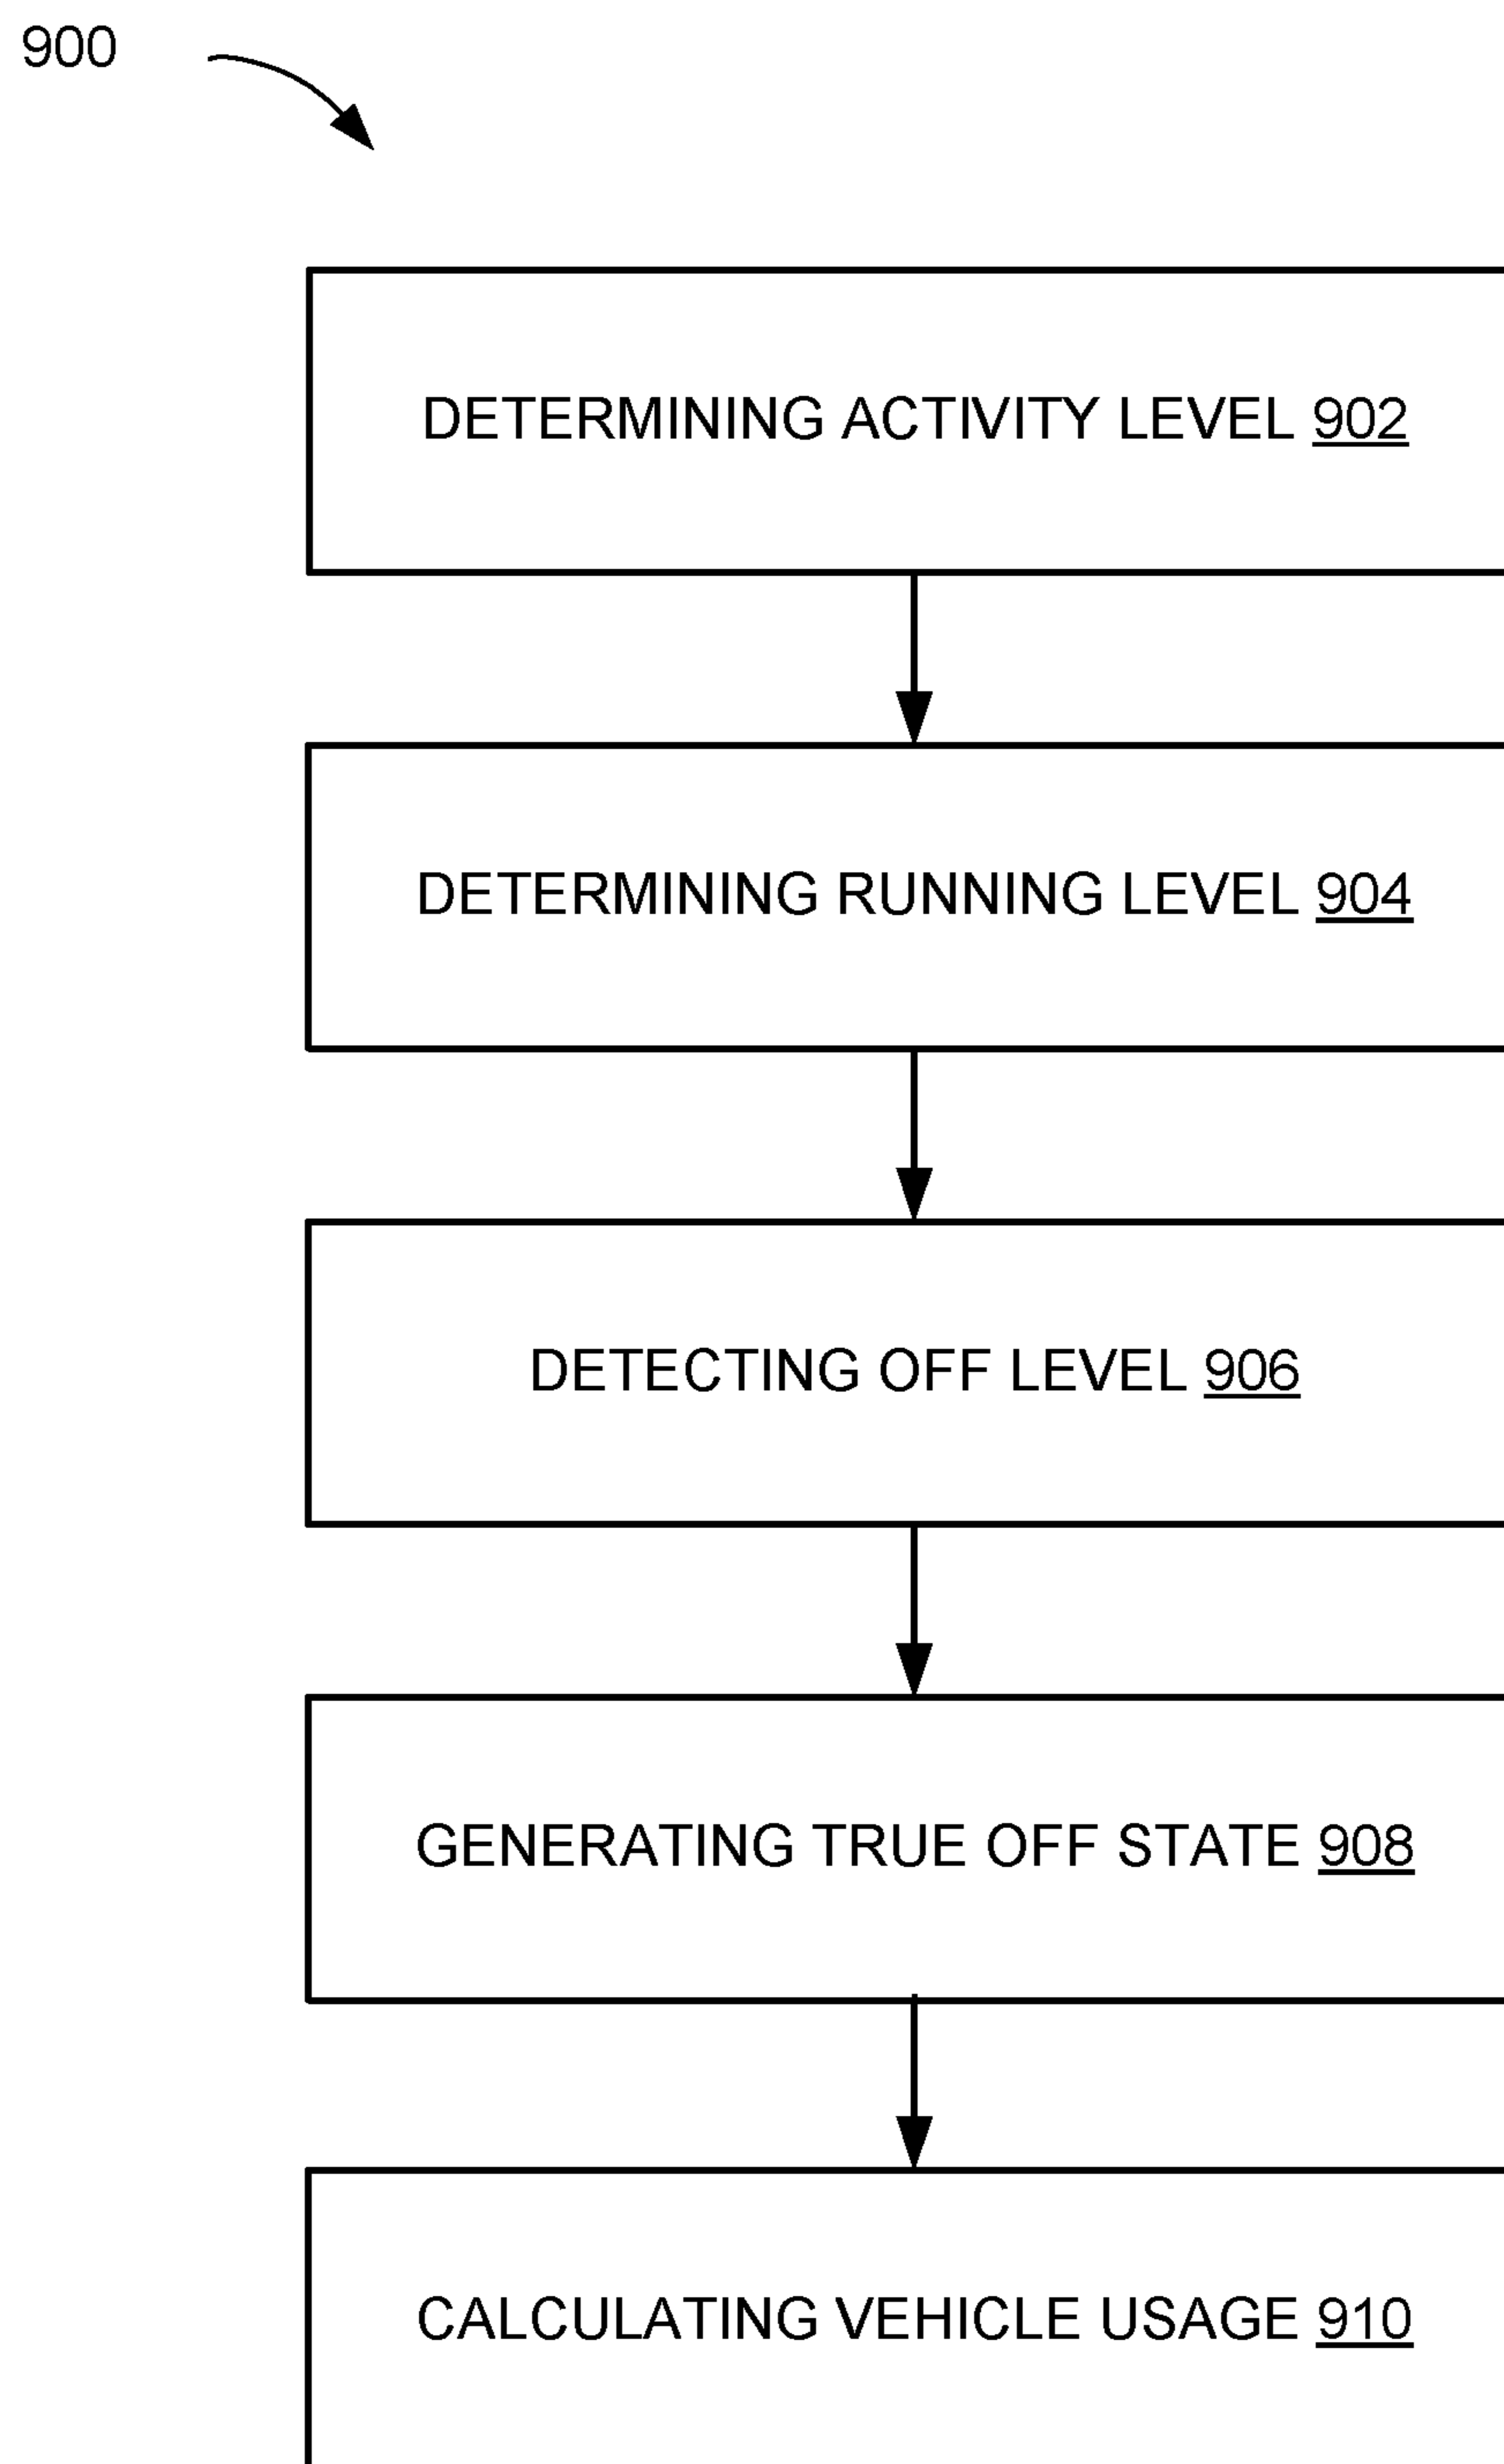 900
DETERMINING ACTIVITY LEVEL 902
DETERMINING RUNNING LEVEL 904
DETECTING OFF LEVEL 906
GENERATING TRUE OFF STATE 908
CALCULATING VEHICLE USAGE 910